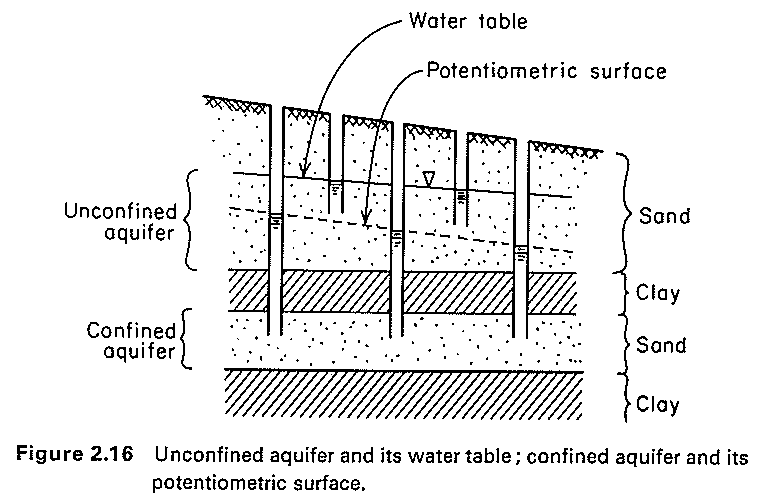 Water table
Potentiometric surface
Unconfined
aquifer
Sand
Clay
Confined
aquifer
Sand
Clay
Figure 2.16 Unconfined aquifer and its water table; confined aquifer and its
potentiometric surface.